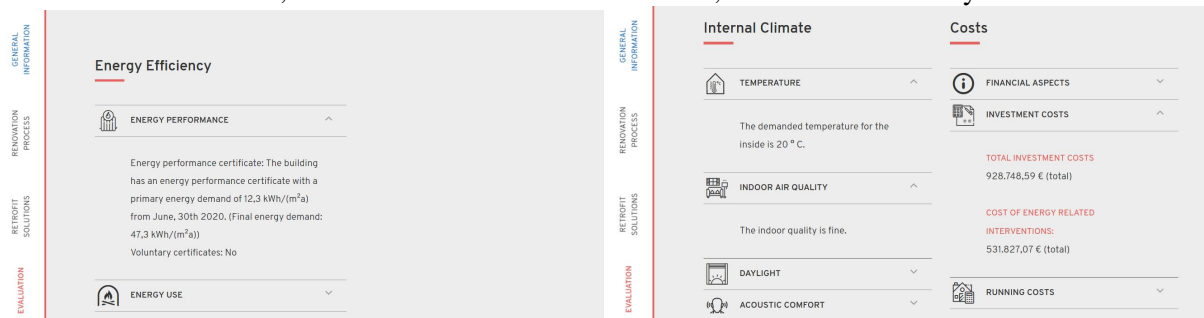 GENERAL
INFORMATION
RENOVATION
PROCESS
RETROFIT
SOLUTIONS
EVALUATION
Energy Efficiency
ENERGY PERFORMANCE
Energy performance certificate: The building
has an energy performance certificate with a
primary energy demand of 12,3 kWh/(m²a)
from June, 30th 2020. (Final energy demand:
47,3 kWh/(m²a))
Voluntary certificates: No
ENERGY USE
GENERAL
INFORMATION
RENOVATION
PROCESS
RETROFIT
SOLUTIONS
EVALUATION
Internal Climate
TEMPERATURE
The demanded temperature for the
inside is 20 ° C.
INDOOR AIR QUALITY
The indoor quality is fine.
DAYLIGHT
ACOUSTIC COMFORT
Costs
FINANCIAL ASPECTS
INVESTMENT COSTS
TOTAL INVESTMENT COSTS
928.748,59 € (total)
COST OF ENERGY RELATED
INTERVENTIONS:
531.827,07 € (total)
RUNNING COSTS